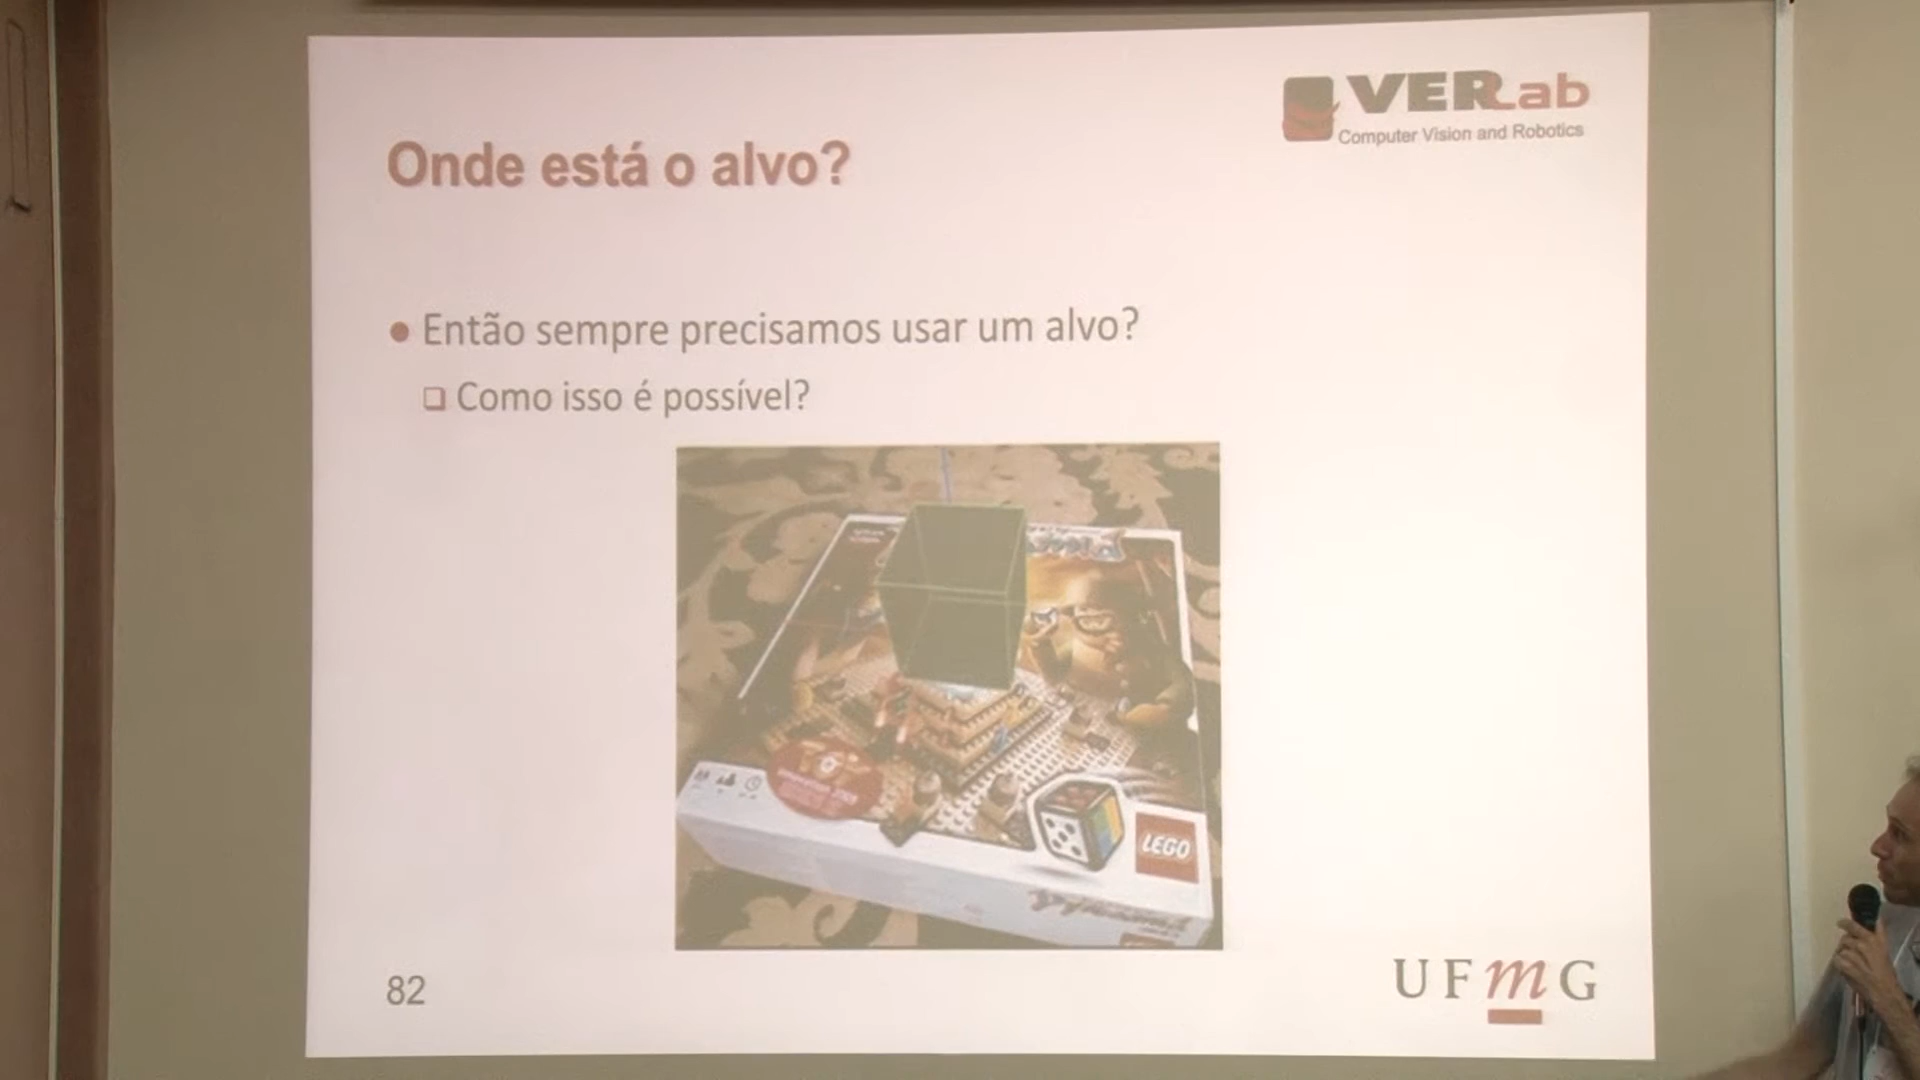 VERLab
Computer Vision and Robotics
Onde está o alvo?
Então sempre precisamos usar um alvo?
Como isso é possível?
LEGO
82
UFmG